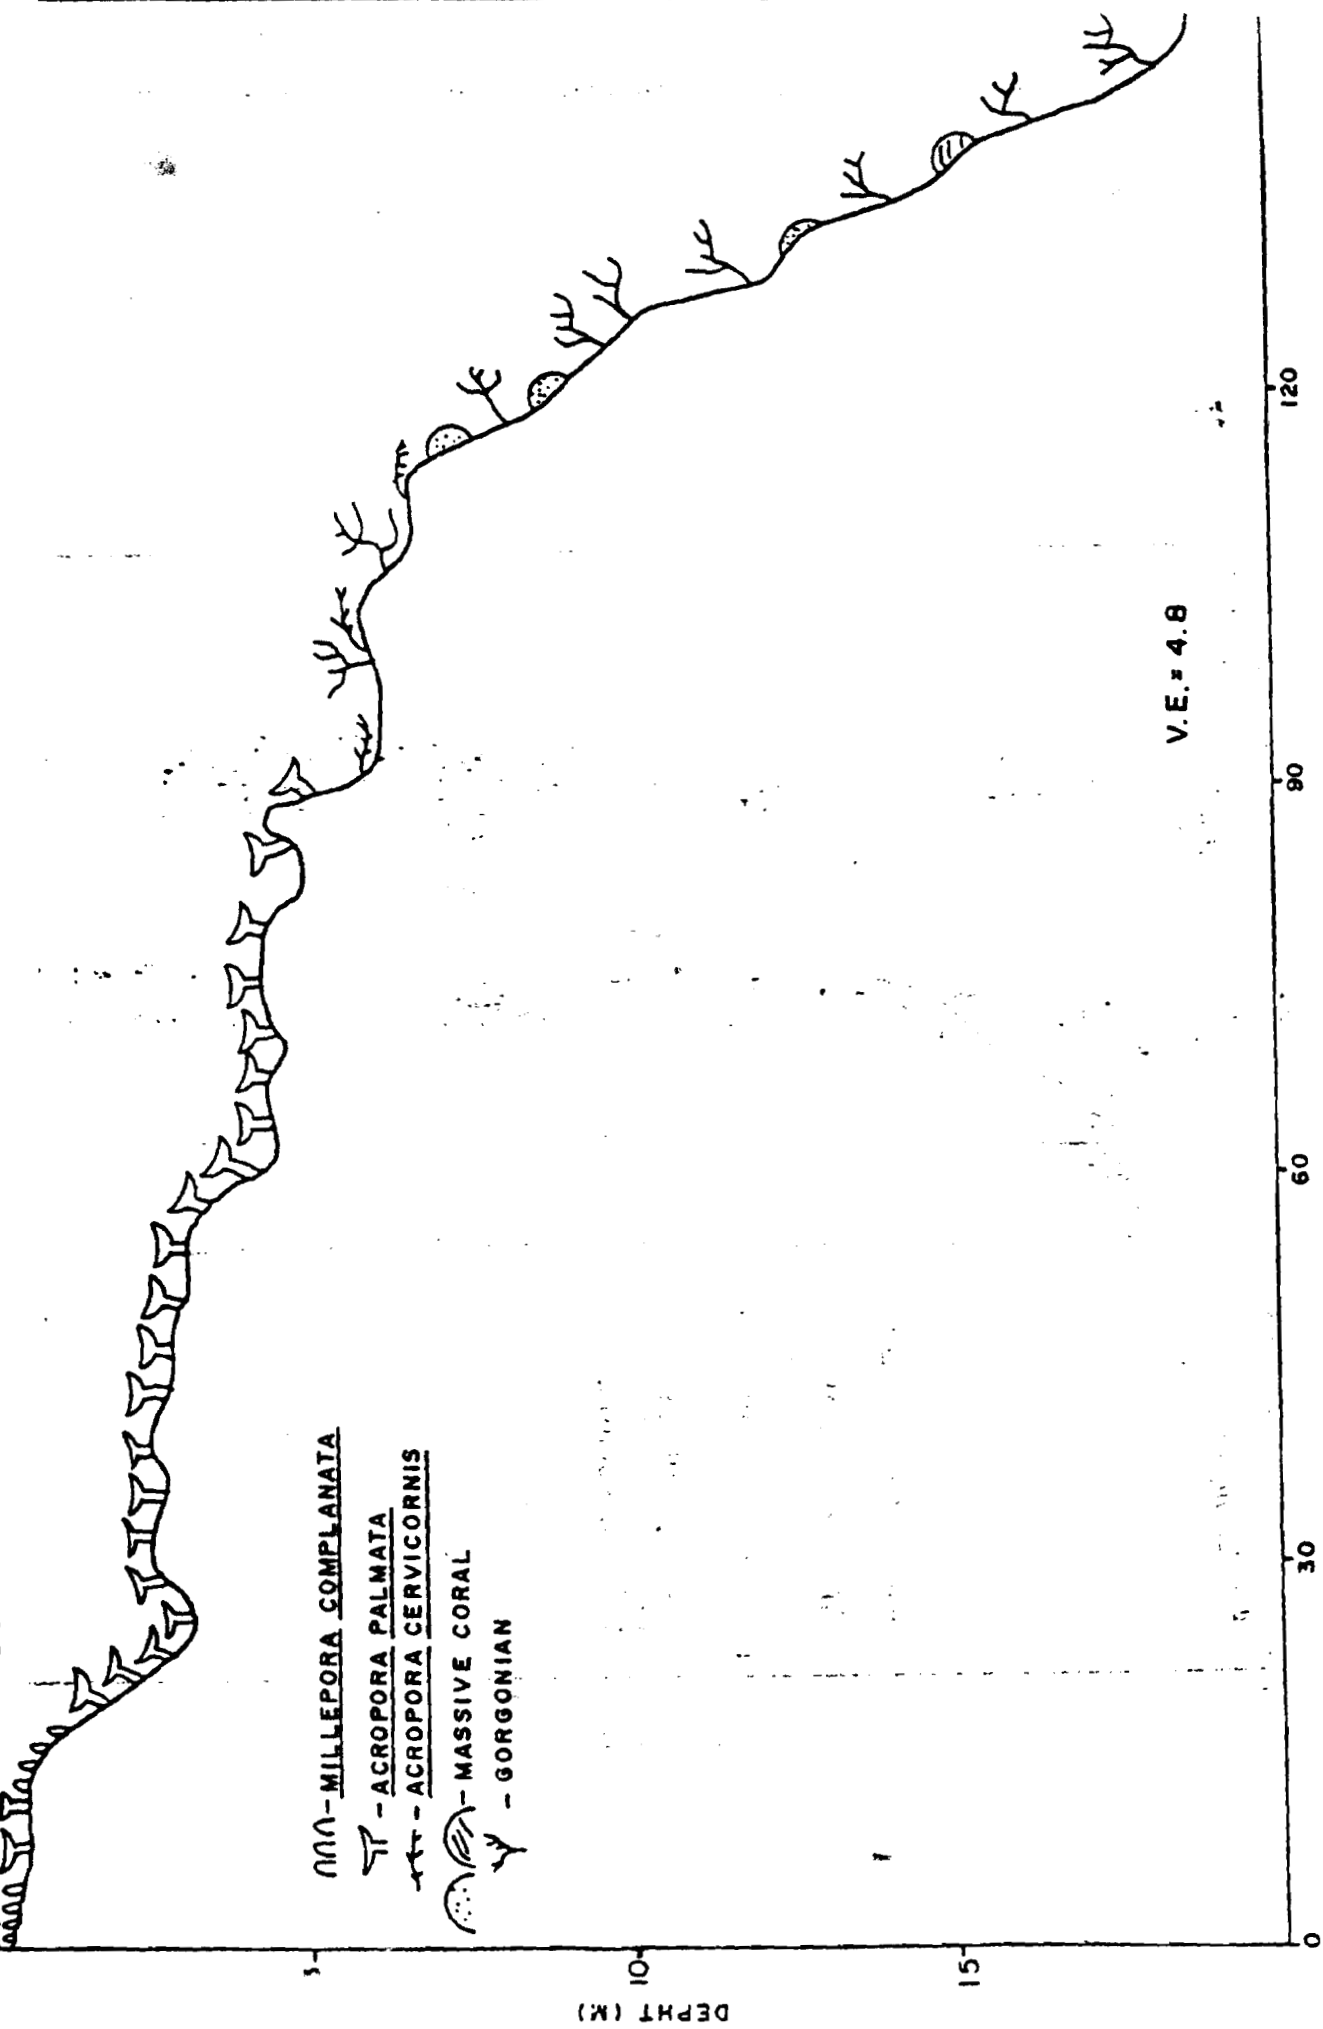 MILLEPORA COMPLANATA
ACROPORA PALMATA
ACROPORA CERVICORNIS
MASSIVE CORAL
GORGONIAN
V.E.= 4.8
DEPHT (M)
5
10
15
0
30
60
90
120